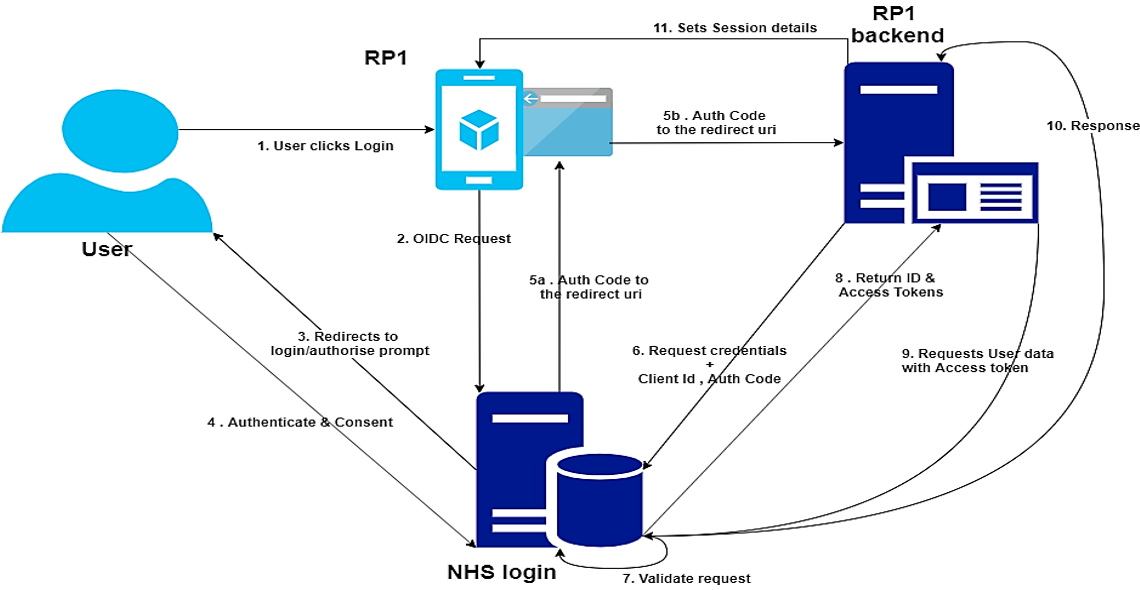 11. Sets Session details
RP1
backend
RP1
5b . Auth Code
to the redirect uri
10. Response
1. User clicks Login
User
2. OIDC Request
5a . Auth Code to
the redirect uri
8 . Return ID &
Access Tokens
3. Redirects to
login/authorise prompt
6. Request credentials
+
Client Id , Auth Code
9. Requests User data
with Access token
4 . Authenticate & Consent
NHS login
7. Validate request